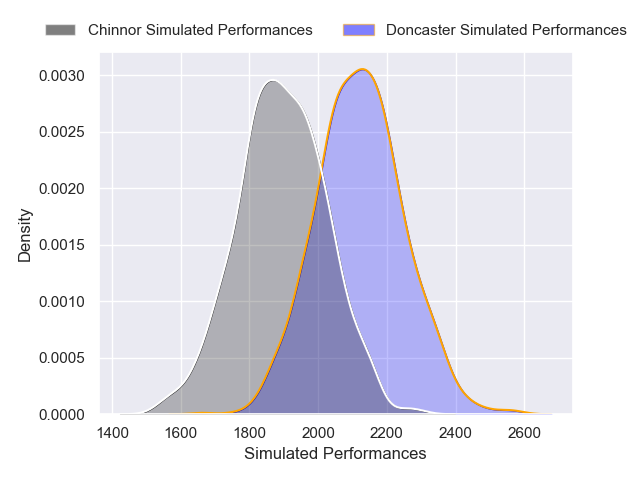 Chinnor Simulated Performances Doncaster Simulated Performances
0.0030
0.0025
0.0020
0.0015
0.0010
0.0005
0.0000
Density
1400 1600 1800 2000 2200 2400 2600
Simulated Performances